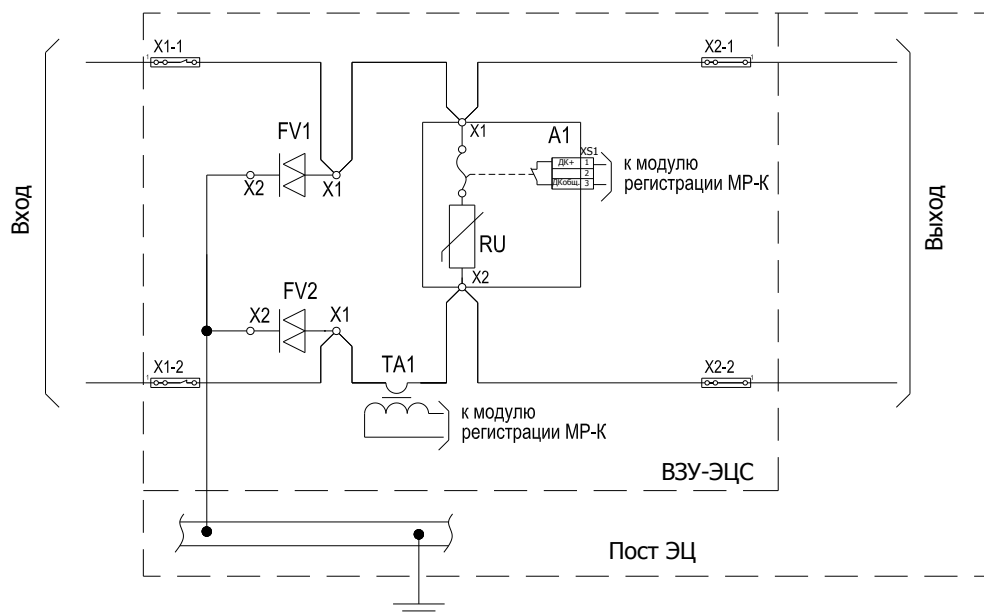 X1-1
X2-1
FV1
X2
X1
X1
A1
XS1
ДК+ 1
2
ДКобщ. 3
к модулю
регистрации МР-К
Вход
Выход
RU
X2
FV2
X2
X1
X1-2
TA1
X2-2
к модулю
регистрации МР-К
ВЗУ-ЭЦС
Пост ЭЦ